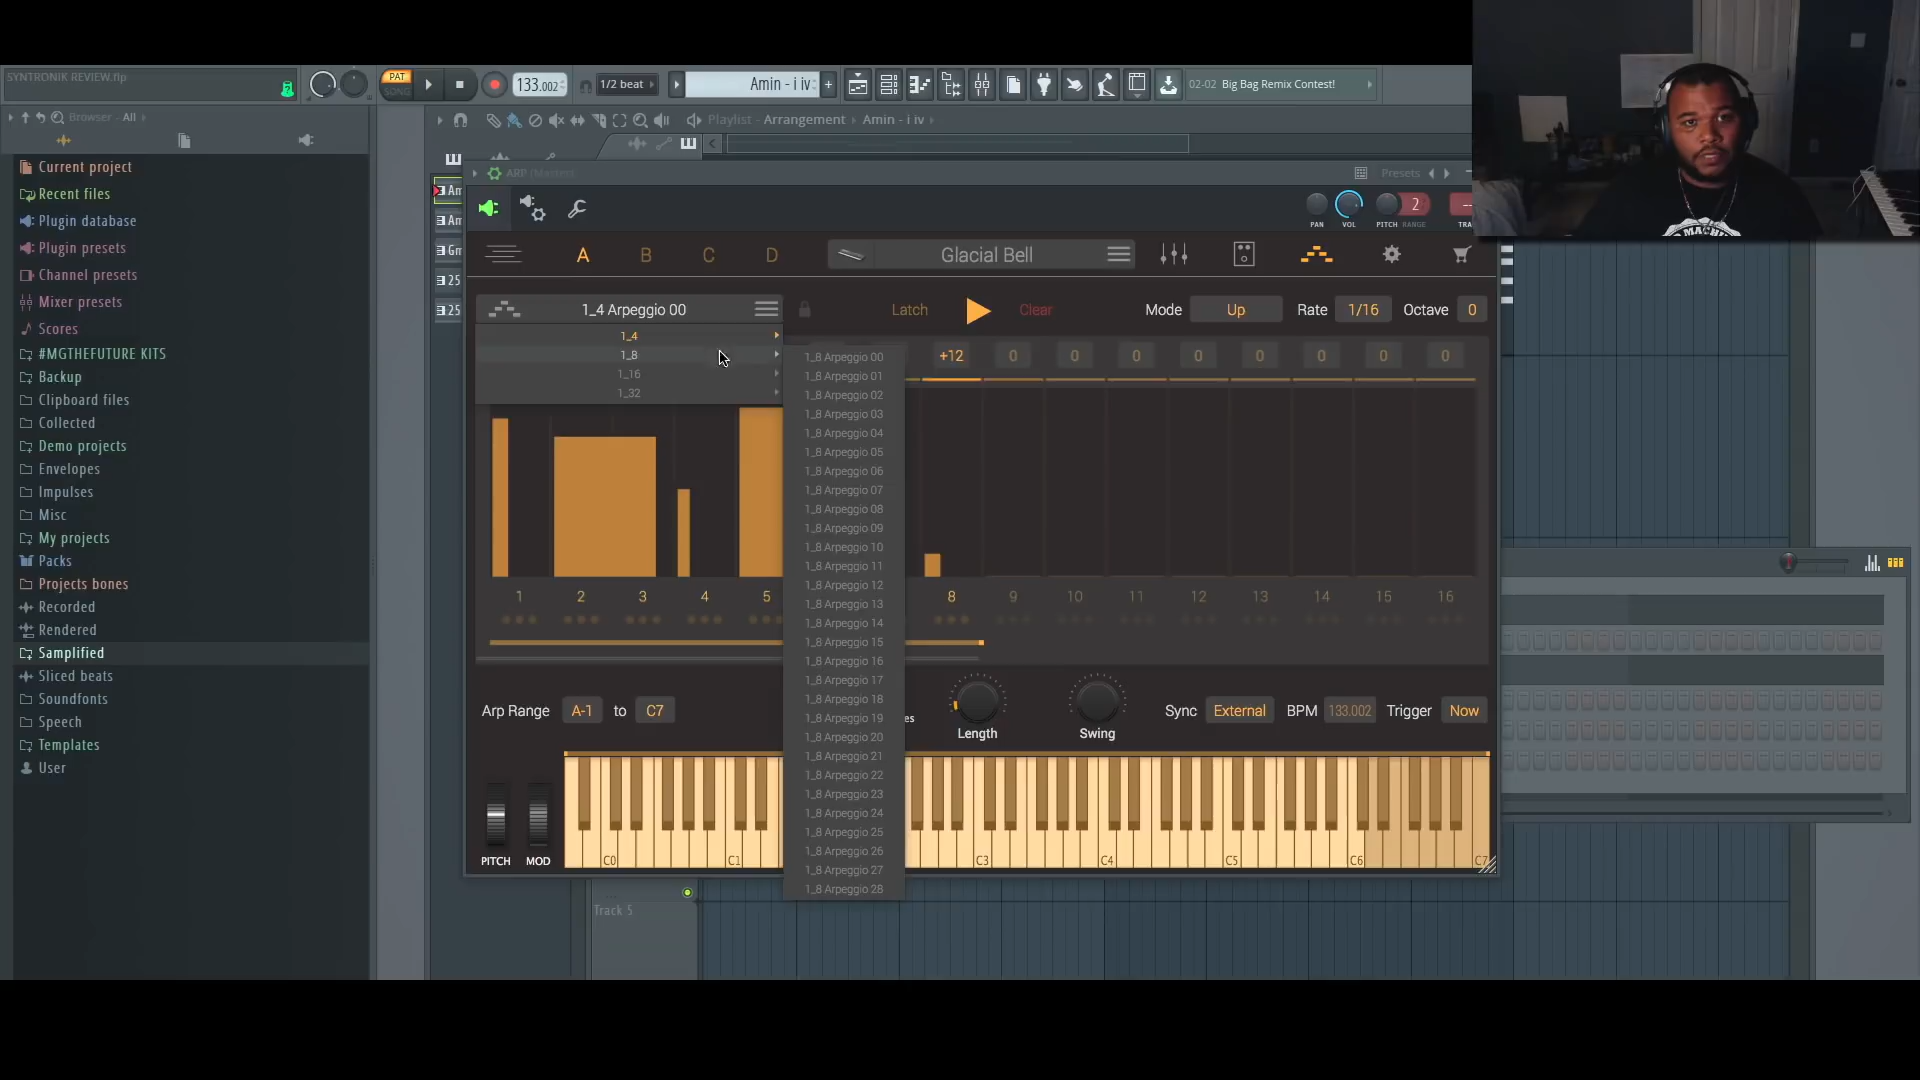 SYNTRONIK REVIEW.flp
PAT
SONG
133.002
1/2 beat
Amin - i iv
+
02-02 Big Bag Remix Contest!
Browser - All
Playlist - Arrangement Amin - i iv
Current project
Recent files
Plugin database
Plugin presets
Channel presets
Mixer presets
Scores
#MGTHEFUTURE KITS
Backup
Clipboard files
Collected
Demo projects
Envelopes
Impulses
Misc
My projects
Packs
Projects bones
Recorded
Rendered
Samplified
Sliced beats
Soundfonts
Speech
Templates
User
ARP (Master)
Presets
PAN VOL PITCH RANGE 2 TRA
A B C D Glacial Bell
1_4 Arpeggio 00 Latch Clear Mode Up Rate 1/16 Octave 0
1_4
1_8
1_16
1_32
1_8 Arpeggio 00
1_8 Arpeggio 01
1_8 Arpeggio 02
1_8 Arpeggio 03
1_8 Arpeggio 04
1_8 Arpeggio 05
1_8 Arpeggio 06
1_8 Arpeggio 07
1_8 Arpeggio 08
1_8 Arpeggio 09
1_8 Arpeggio 10
1_8 Arpeggio 11
1_8 Arpeggio 12
1_8 Arpeggio 13
1_8 Arpeggio 14
1_8 Arpeggio 15
1_8 Arpeggio 16
1_8 Arpeggio 17
1_8 Arpeggio 18
1_8 Arpeggio 19
1_8 Arpeggio 20
1_8 Arpeggio 21
1_8 Arpeggio 22
1_8 Arpeggio 23
1_8 Arpeggio 24
1_8 Arpeggio 25
1_8 Arpeggio 26
1_8 Arpeggio 27
1_8 Arpeggio 28
+12 0 0 0 0 0 0 0 0
1 2 3 4 5 8 9 10 11 12 13 14 15 16
Arp Range A-1 to C7
Length
Swing
Sync External BPM 133.002 Trigger Now
PITCH MOD
C0 C1 C3 C4 C5 C6 C7
Track 5